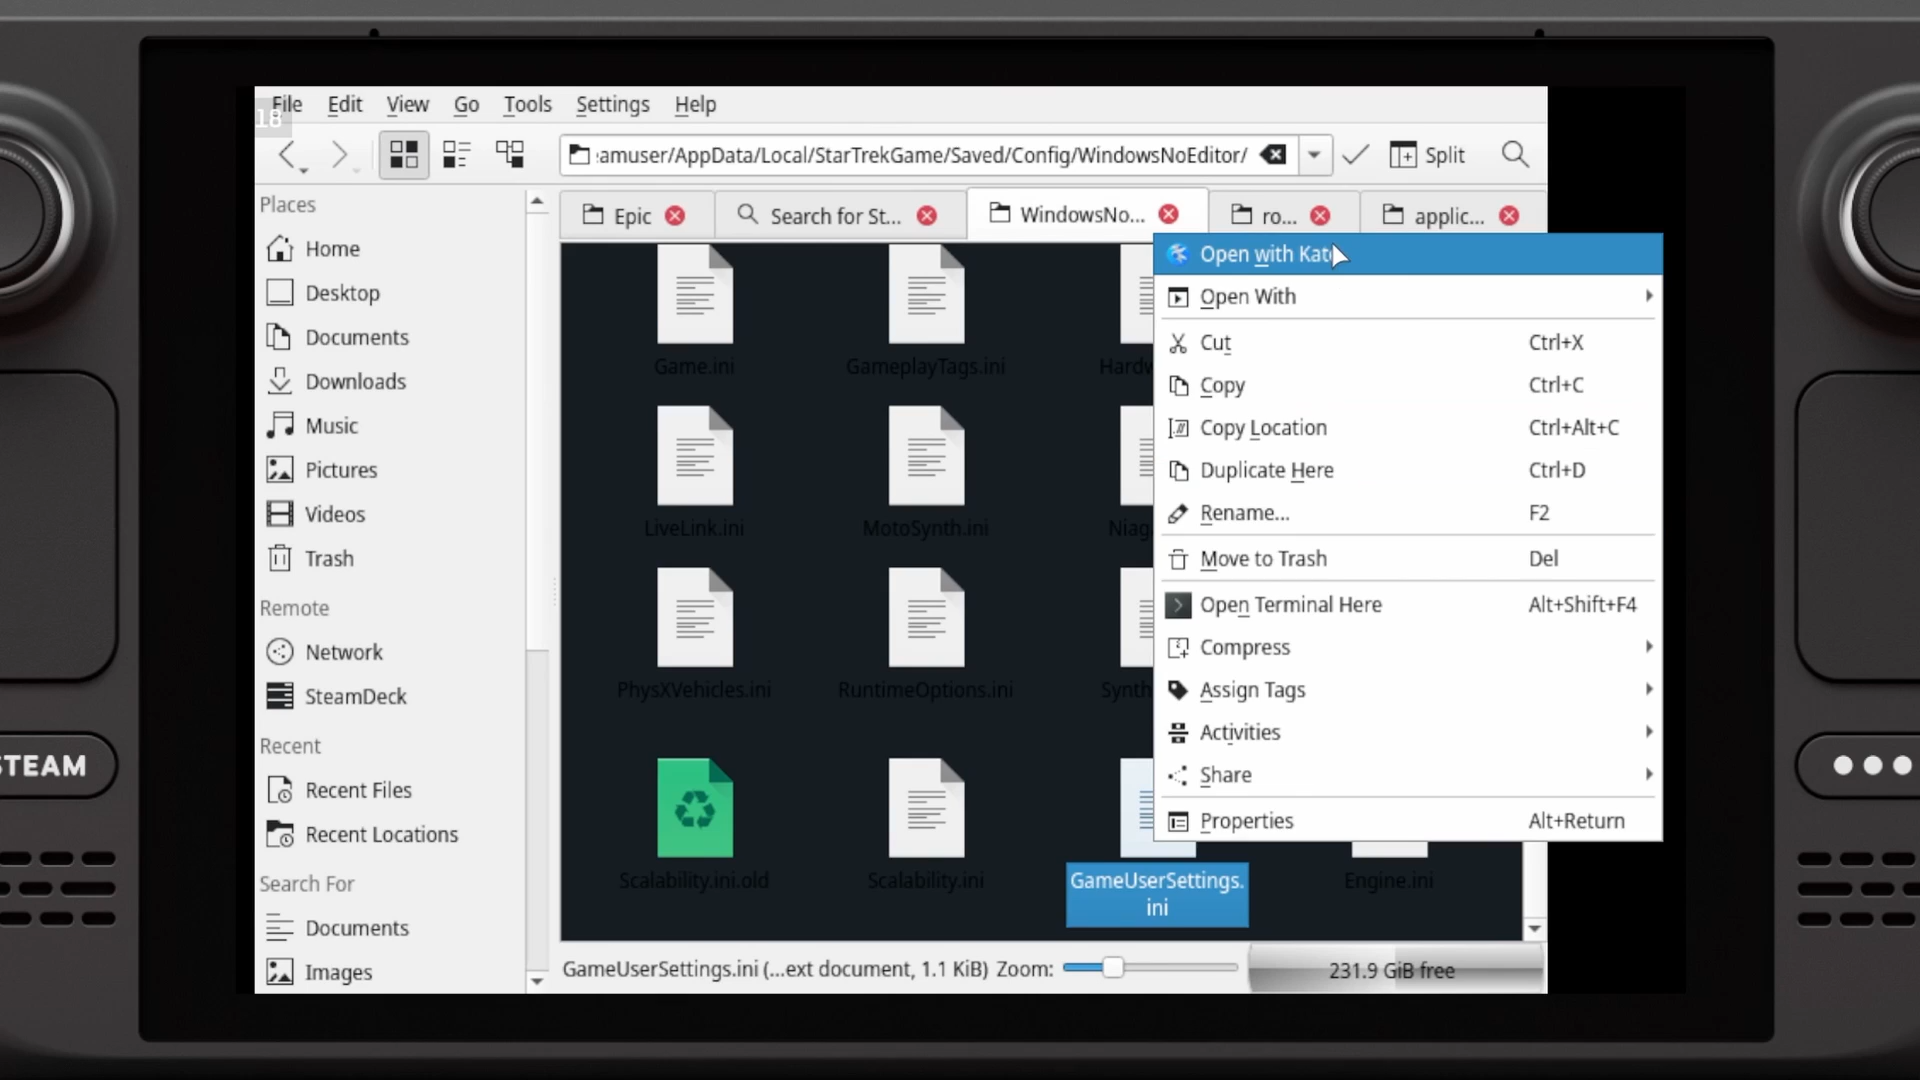 File Edit View Go Tools Settings Help
18
:amuser/AppData/Local/StarTrekGame/Saved/Config/WindowsNoEditor/
Split
Places
Home
Desktop
Documents
Downloads
Music
Pictures
Videos
Trash
Remote
Network
SteamDeck
Recent
Recent Files
Recent Locations
Search For
Documents
Images
Epic
Search for St...
WindowsNo...
ro...
applic...
Game.ini
GameplayTags.ini
Hardw
LiveLink.ini
MotoSynth.ini
Niag
PhysXVehicles.ini
RuntimeOptions.ini
Synth
Scalability.ini.old
Scalability.ini
GameUserSettings.
ini
Engine.ini
Open with Kat
Open With
Cut Ctrl+X
Copy Ctrl+C
Copy Location Ctrl+Alt+C
Duplicate Here Ctrl+D
Rename... F2
Move to Trash Del
Open Terminal Here Alt+Shift+F4
Compress
Assign Tags
Activities
Share
Properties Alt+Return
GameUserSettings.ini (...ext document, 1.1 KiB) Zoom:
231.9 GiB free
STEAM